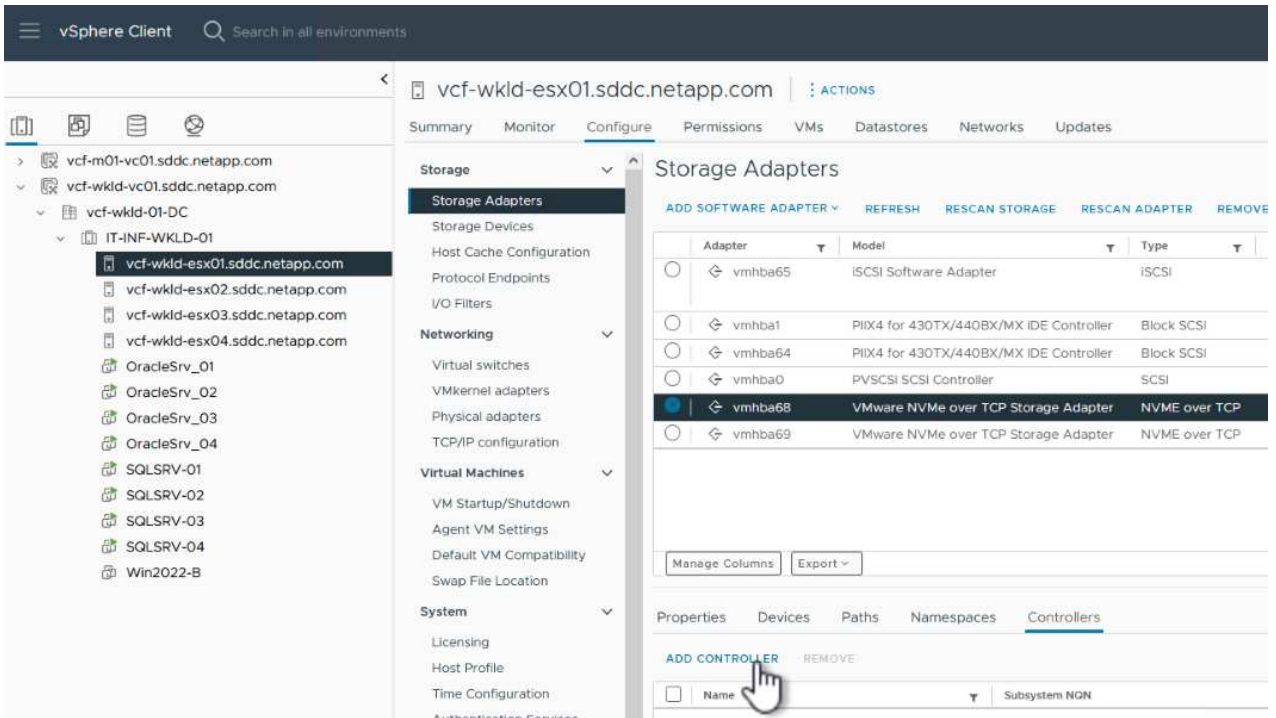 vSphere Client Search in all environments
vcf-m01-vc01.sddc.netapp.com
vcf-wkld-vc01.sddc.netapp.com
vcf-wkld-01-DC
IT-INF-WKLD-01
vcf-wkld-esx01.sddc.netapp.com
vcf-wkld-esx02.sddc.netapp.com
vcf-wkld-esx03.sddc.netapp.com
vcf-wkld-esx04.sddc.netapp.com
OracleSrv_01
OracleSrv_02
OracleSrv_03
OracleSrv_04
SQLSRV-01
SQLSRV-02
SQLSRV-03
SQLSRV-04
Win2022-B
vcf-wkld-esx01.sddc.netapp.com ACTIONS
Summary Monitor Configure Permissions VMs Datastores Networks Updates
Storage
Storage Adapters
Storage Devices
Host Cache Configuration
Protocol Endpoints
I/O Filters
Networking
Virtual switches
VMkernel adapters
Physical adapters
TCP/IP configuration
Virtual Machines
VM Startup/Shutdown
Agent VM Settings
Default VM Compatibility
Swap File Location
System
Licensing
Host Profile
Time Configuration
Authentication Services
Storage Adapters
ADD SOFTWARE ADAPTER REFRESH RESCAN STORAGE RESCAN ADAPTER REMOVE
Adapter Model Type
vmhba65 iSCSI Software Adapter iSCSI
vmhba1 PIIX4 for 430TX/440BX/MX IDE Controller Block SCSI
vmhba64 PIIX4 for 430TX/440BX/MX IDE Controller Block SCSI
vmhba0 PVSCSI SCSI Controller SCSI
vmhba68 VMware NVMe over TCP Storage Adapter NVME over TCP
vmhba69 VMware NVMe over TCP Storage Adapter NVME over TCP
Manage Columns Export
Properties Devices Paths Namespaces Controllers
ADD CONTROLLER REMOVE
Name Subsystem NQN